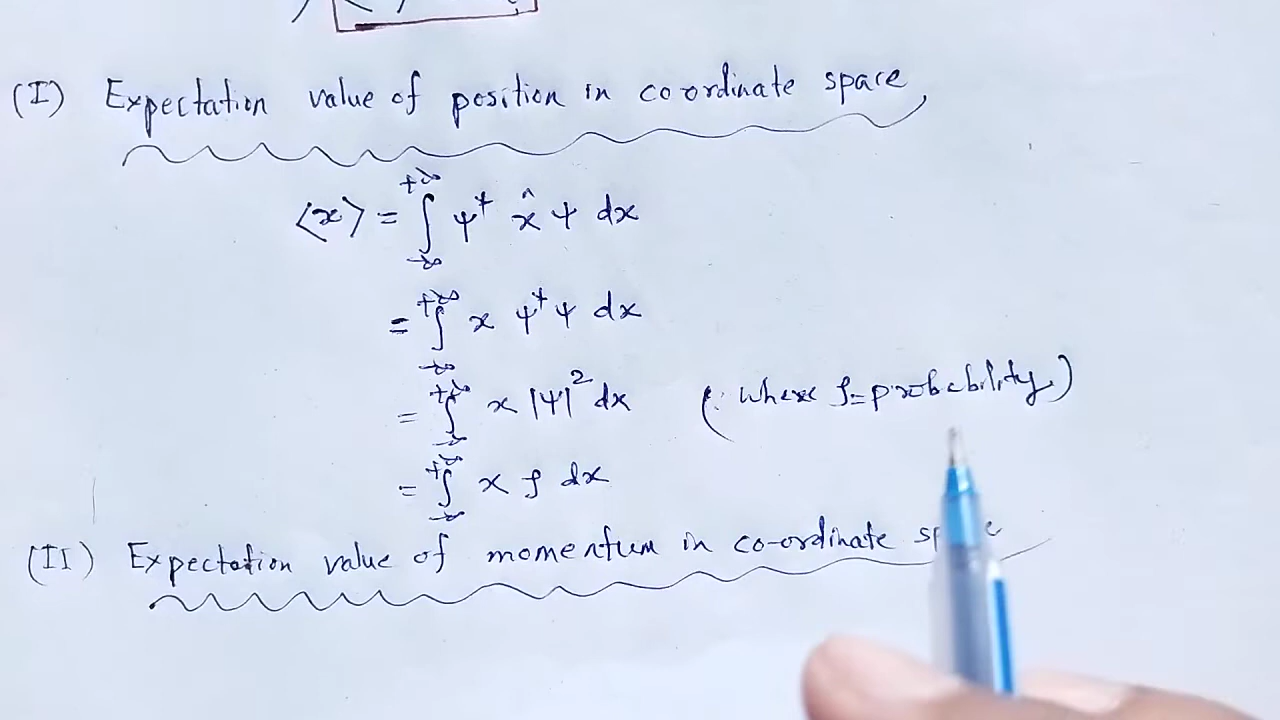 (I) Expectation value of position in coordinate space,
⟨x⟩ = ∫_{-∞}^{+∞} ψ* x̂ ψ dx
= ∫_{-∞}^{+∞} x ψ* ψ dx
= ∫_{-∞}^{+∞} x |ψ|² dx (∵ where ρ = probability)
= ∫_{-∞}^{+∞} x ρ dx
(II) Expectation value of momentum in co-ordinate